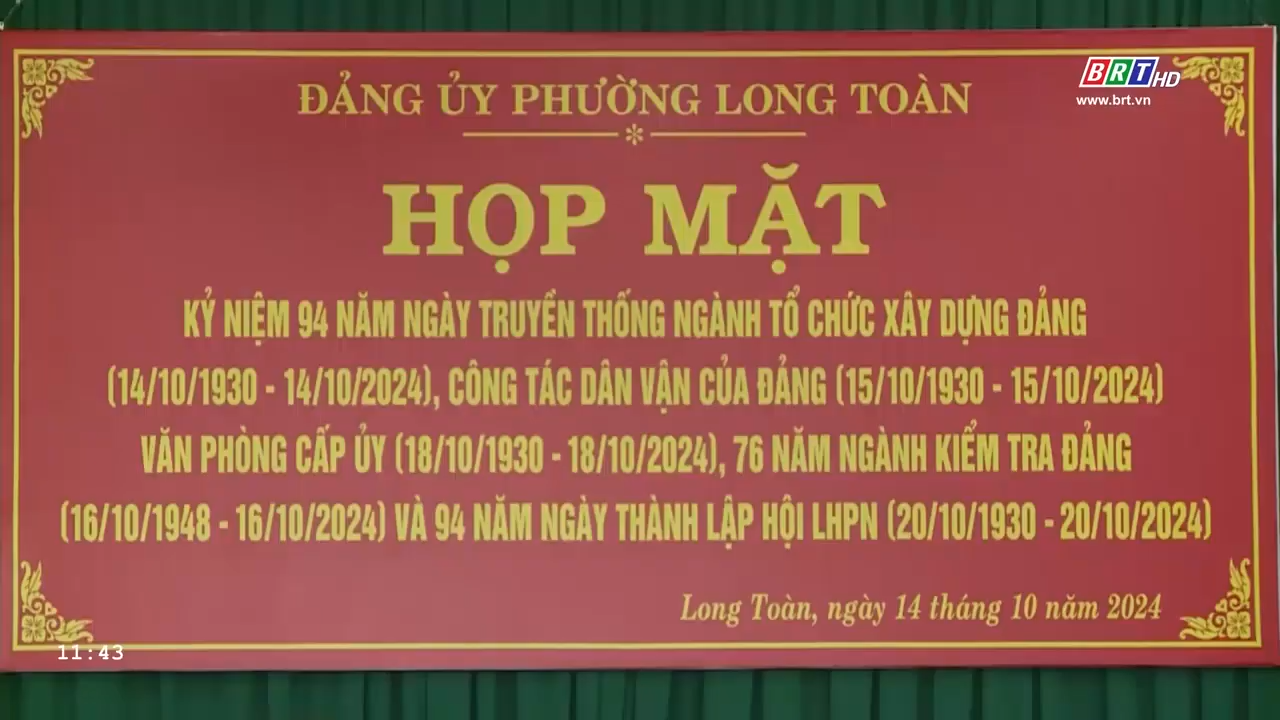 BRT HD
www.brt.vn
ĐẢNG ỦY PHƯỜNG LONG TOÀN
HỌP MẶT
KỶ NIỆM 94 NĂM NGÀY TRUYỀN THỐNG NGÀNH TỔ CHỨC XÂY DỰNG ĐẢNG
(14/10/1930 - 14/10/2024), CÔNG TÁC DÂN VẬN CỦA ĐẢNG (15/10/1930 - 15/10/2024)
VĂN PHÒNG CẤP ỦY (18/10/1930 - 18/10/2024), 76 NĂM NGÀNH KIỂM TRA ĐẢNG
(16/10/1948 - 16/10/2024) VÀ 94 NĂM NGÀY THÀNH LẬP HỘI LHPN (20/10/1930 - 20/10/2024)
Long Toàn, ngày 14 tháng 10 năm 2024
11:43